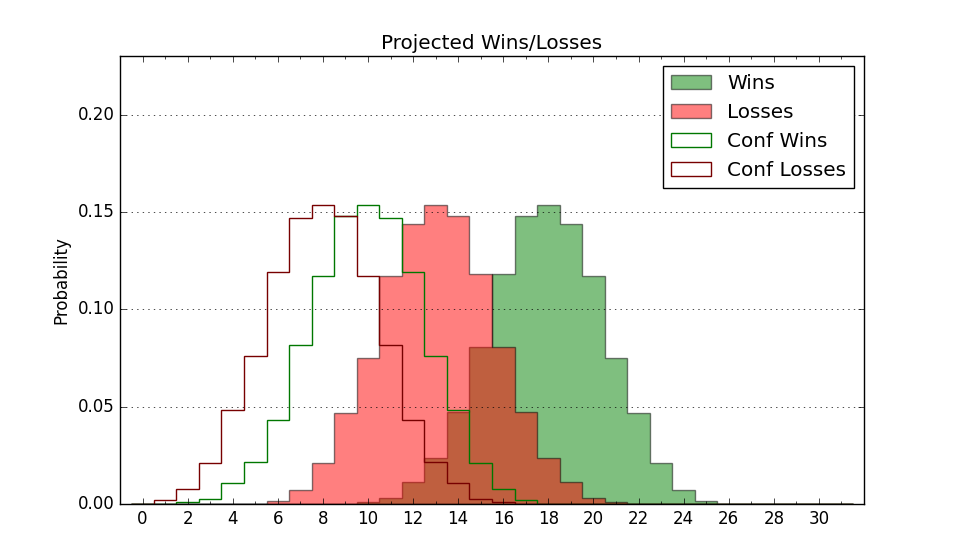 Projected Wins/Losses
Wins
Losses
Conf Wins
Conf Losses
Probability
0.20
0.15
0.10
0.05
0.00
0 2 4 6 8 10 12 14 16 18 20 22 24 26 28 30